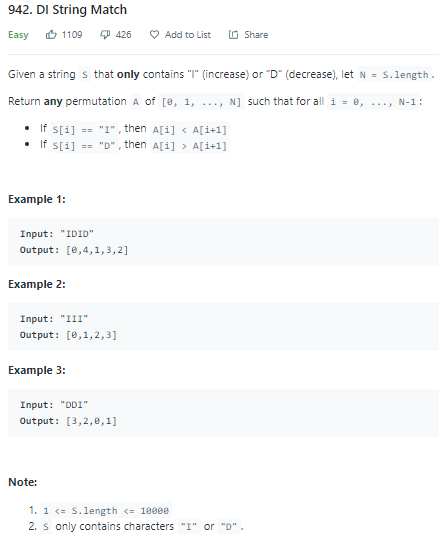 942. DI String Match
Easy 1109 426 Add to List Share
Given a string S that only contains "I" (increase) or "D" (decrease), let N = S.length.
Return any permutation A of [0, 1, ..., N] such that for all i = 0, ..., N-1:
• If S[i] == "I", then A[i] < A[i+1]
• If S[i] == "D", then A[i] > A[i+1]
Example 1:
Input: "IDID"
Output: [0,4,1,3,2]
Example 2:
Input: "III"
Output: [0,1,2,3]
Example 3:
Input: "DDI"
Output: [3,2,0,1]
Note:
1. 1 <= S.length <= 10000
2. S only contains characters "I" or "D".